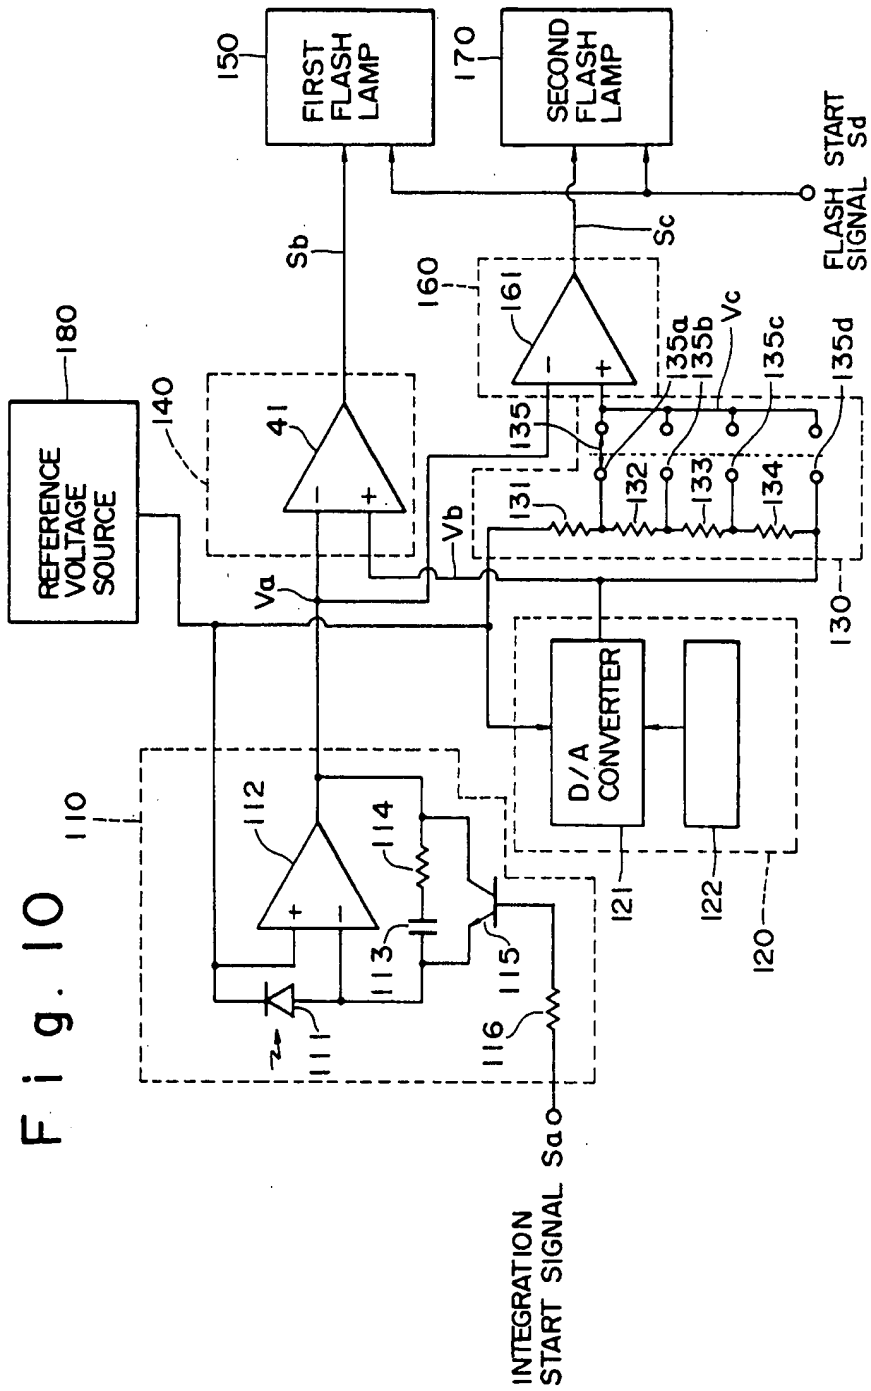 Fig. 10
REFERENCE
VOLTAGE
SOURCE
180
150
FIRST
FLASH
LAMP
170
SECOND
FLASH
LAMP
Sb
Sc
140
41
-
+
160
161
-
+
Va
Vb
Vc
110
112
+
-
111
113
114
115
116
135
135a
135b
135c
135d
131
132
133
134
130
D/A
CONVERTER
121
122
120
INTEGRATION
START SIGNAL Sa
FLASH START
SIGNAL Sd